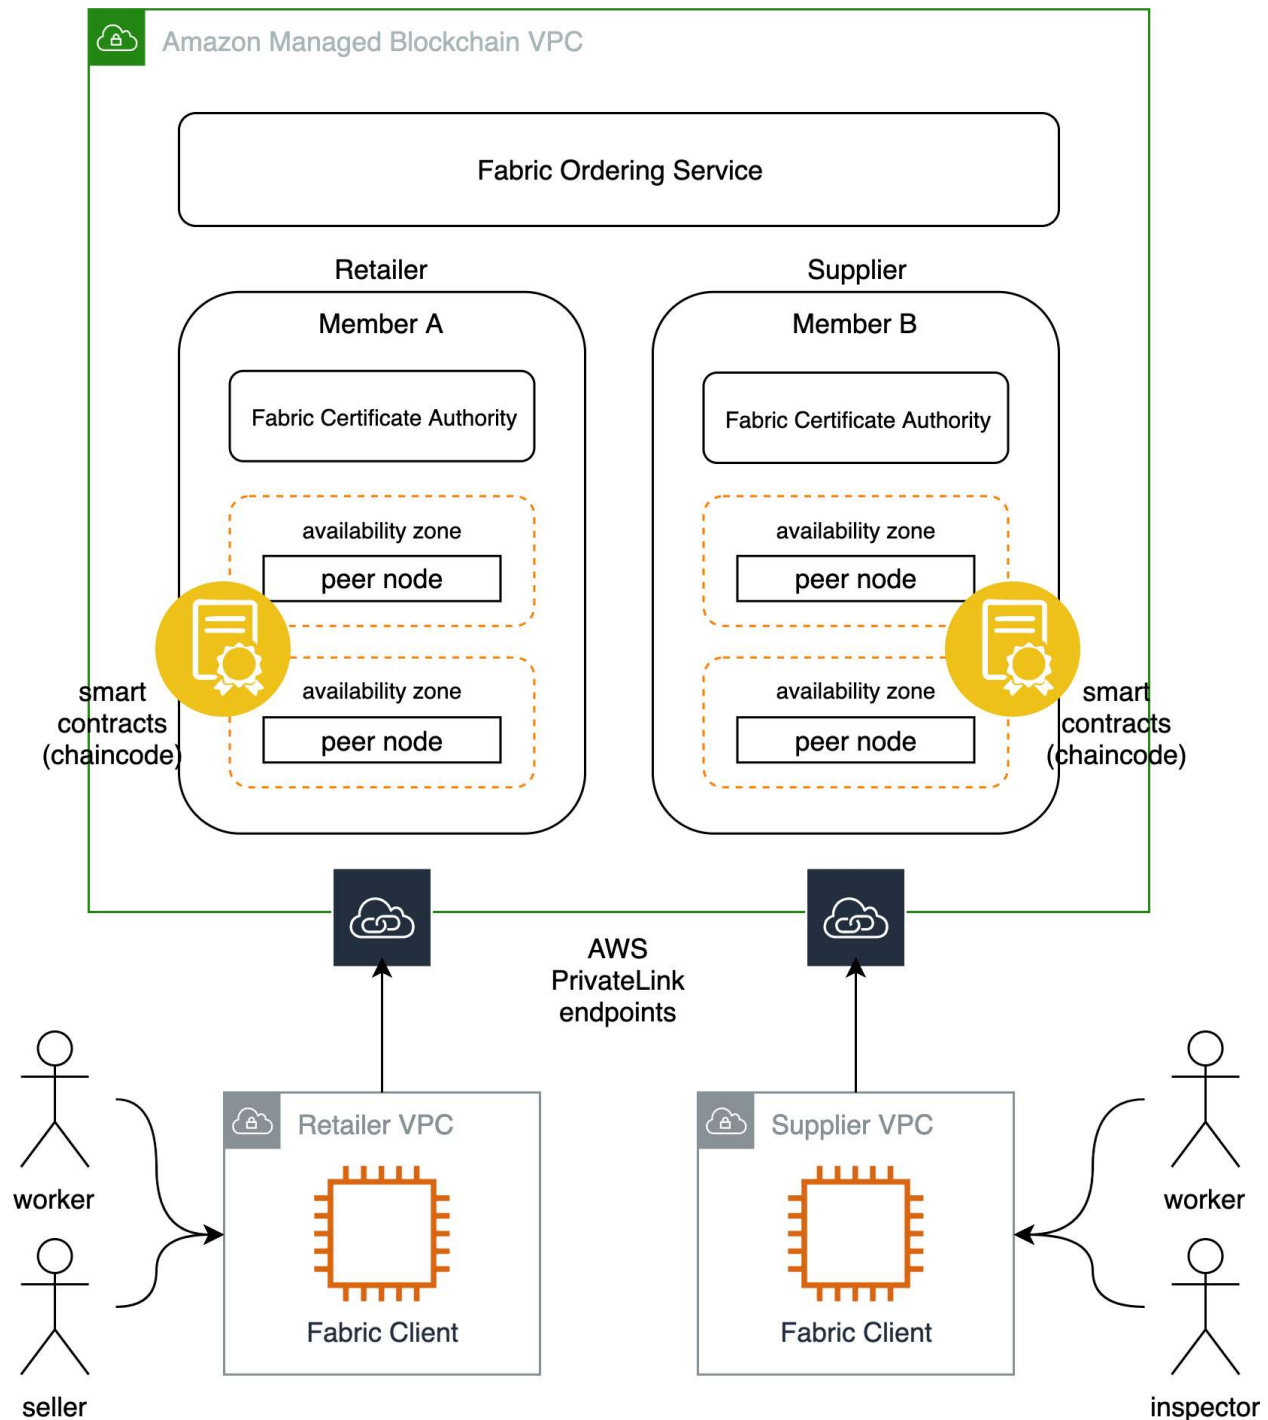 Amazon Managed Blockchain VPC
Fabric Ordering Service
Retailer
Supplier
Member A
Member B
Fabric Certificate Authority
Fabric Certificate Authority
availability zone
peer node
availability zone
peer node
availability zone
peer node
availability zone
peer node
smart
contracts
(chaincode)
smart
contracts
(chaincode)
AWS
PrivateLink
endpoints
Retailer VPC
Fabric Client
Supplier VPC
Fabric Client
worker
seller
worker
inspector